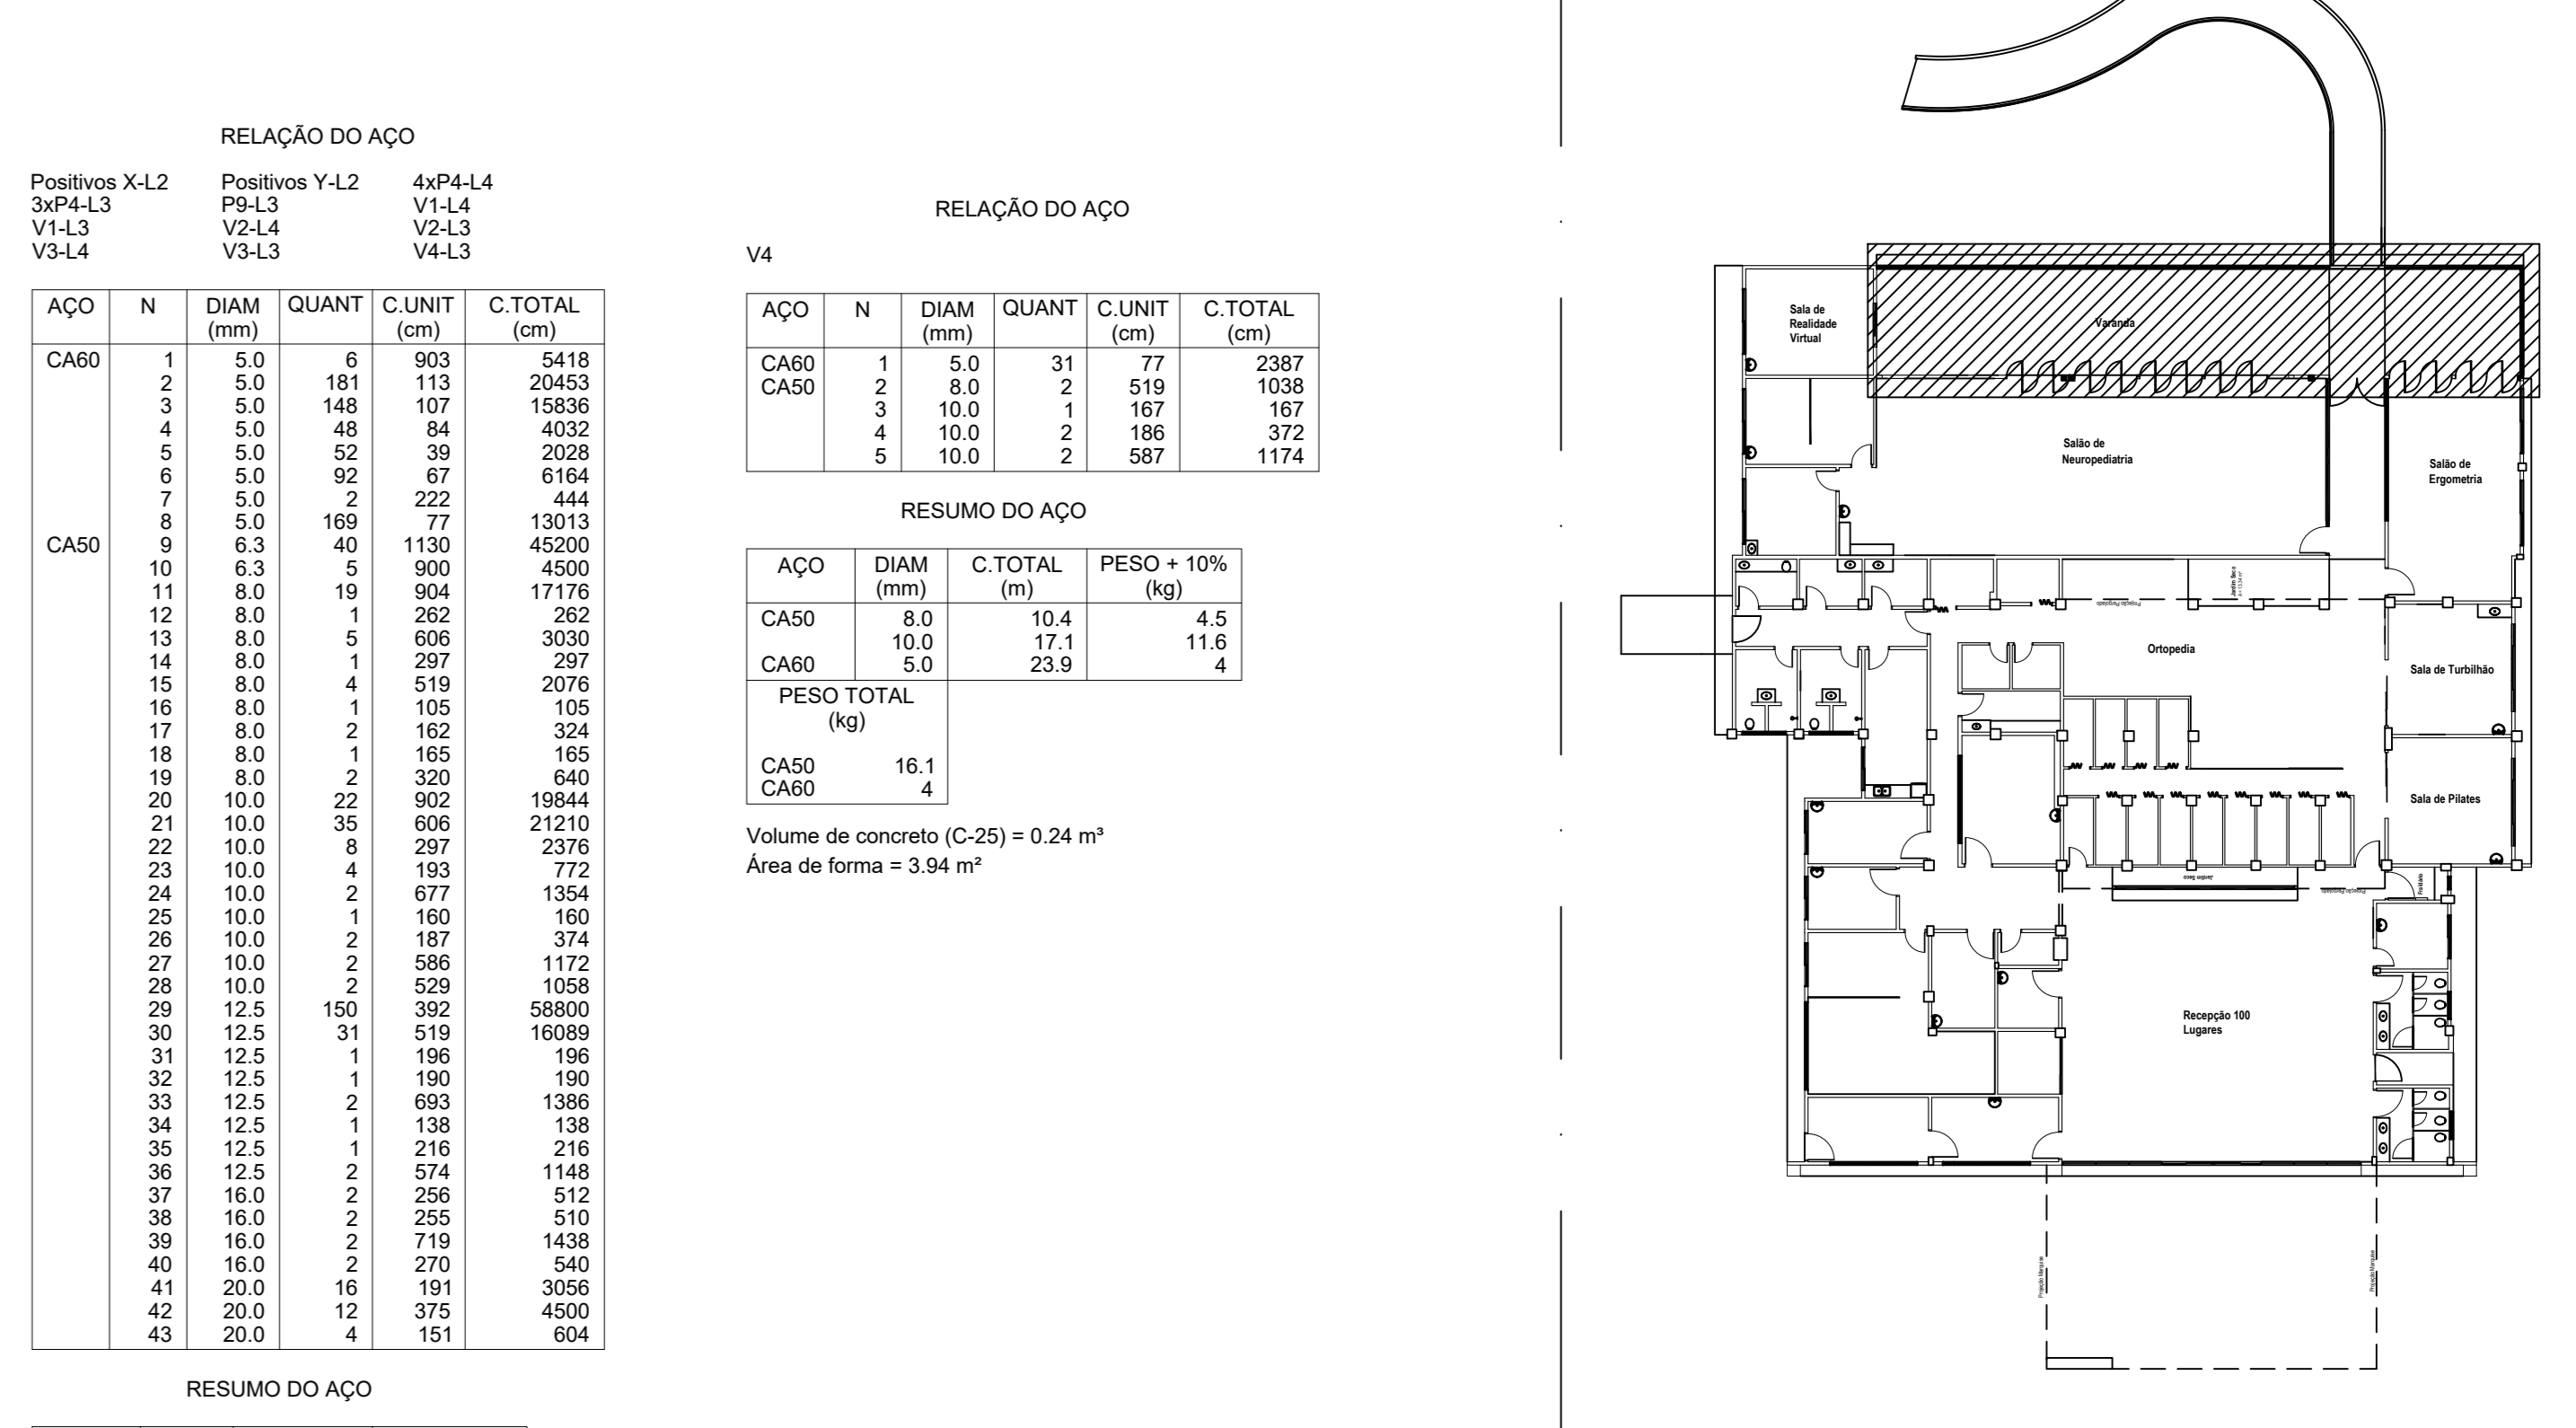 RELAÇÃO DO AÇO
Positivos X-L2 Positivos Y-L2 4xP4-L4
3xP4-L3 P9-L3 V1-L4
V1-L3 V2-L4 V2-L3
V3-L4 V3-L3 V4-L3
AÇO N DIAM QUANT C.UNIT C.TOTAL
(mm) (cm) (cm)
CA60 1 5.0 6 903 5418
2 5.0 181 113 20453
3 5.0 148 107 15836
4 5.0 48 84 4032
5 5.0 52 39 2028
6 5.0 92 67 6164
7 5.0 2 222 444
8 5.0 169 77 13013
CA50 9 6.3 40 1130 45200
10 6.3 5 900 4500
11 8.0 19 904 17176
12 8.0 1 262 262
13 8.0 5 606 3030
14 8.0 1 297 297
15 8.0 4 519 2076
16 8.0 1 105 105
17 8.0 2 162 324
18 8.0 1 165 165
19 8.0 2 320 640
20 10.0 22 902 19844
21 10.0 35 606 21210
22 10.0 8 297 2376
23 10.0 4 193 772
24 10.0 2 677 1354
25 10.0 1 160 160
26 10.0 2 187 374
27 10.0 2 586 1172
28 10.0 2 529 1058
29 12.5 150 392 58800
30 12.5 31 519 16089
31 12.5 1 196 196
32 12.5 1 190 190
33 12.5 2 693 1386
34 12.5 1 138 138
35 12.5 1 216 216
36 12.5 2 574 1148
37 16.0 2 256 512
38 16.0 2 255 510
39 16.0 2 719 1438
40 16.0 2 270 540
41 20.0 16 191 3056
42 20.0 12 375 4500
43 20.0 4 151 604
RESUMO DO AÇO
RELAÇÃO DO AÇO
V4
AÇO N DIAM QUANT C.UNIT C.TOTAL
(mm) (cm) (cm)
CA60 1 5.0 31 77 2387
CA50 2 8.0 2 519 1038
3 10.0 1 167 167
4 10.0 2 186 372
5 10.0 2 587 1174
RESUMO DO AÇO
AÇO DIAM C.TOTAL PESO + 10%
(mm) (m) (kg)
CA50 8.0 10.4 4.5
10.0 17.1 11.6
CA60 5.0 23.9 4
PESO TOTAL
(kg)
CA50 16.1
CA60 4
Volume de concreto (C-25) = 0.24 m³
Área de forma = 3.94 m²
Sala de
Realidade
Virtual
Varanda
Salão de
Neuropediatria
Salão de
Ergometria
Jardim Seco
Projeção Pergolado
Ortopedia
Sala de Turbilhão
Sala de Pilates
Jardim Seco
Projeção Pergolado
Fraldário
Recepção 100
Lugares
Projeção Marquise
Projeção Marquise